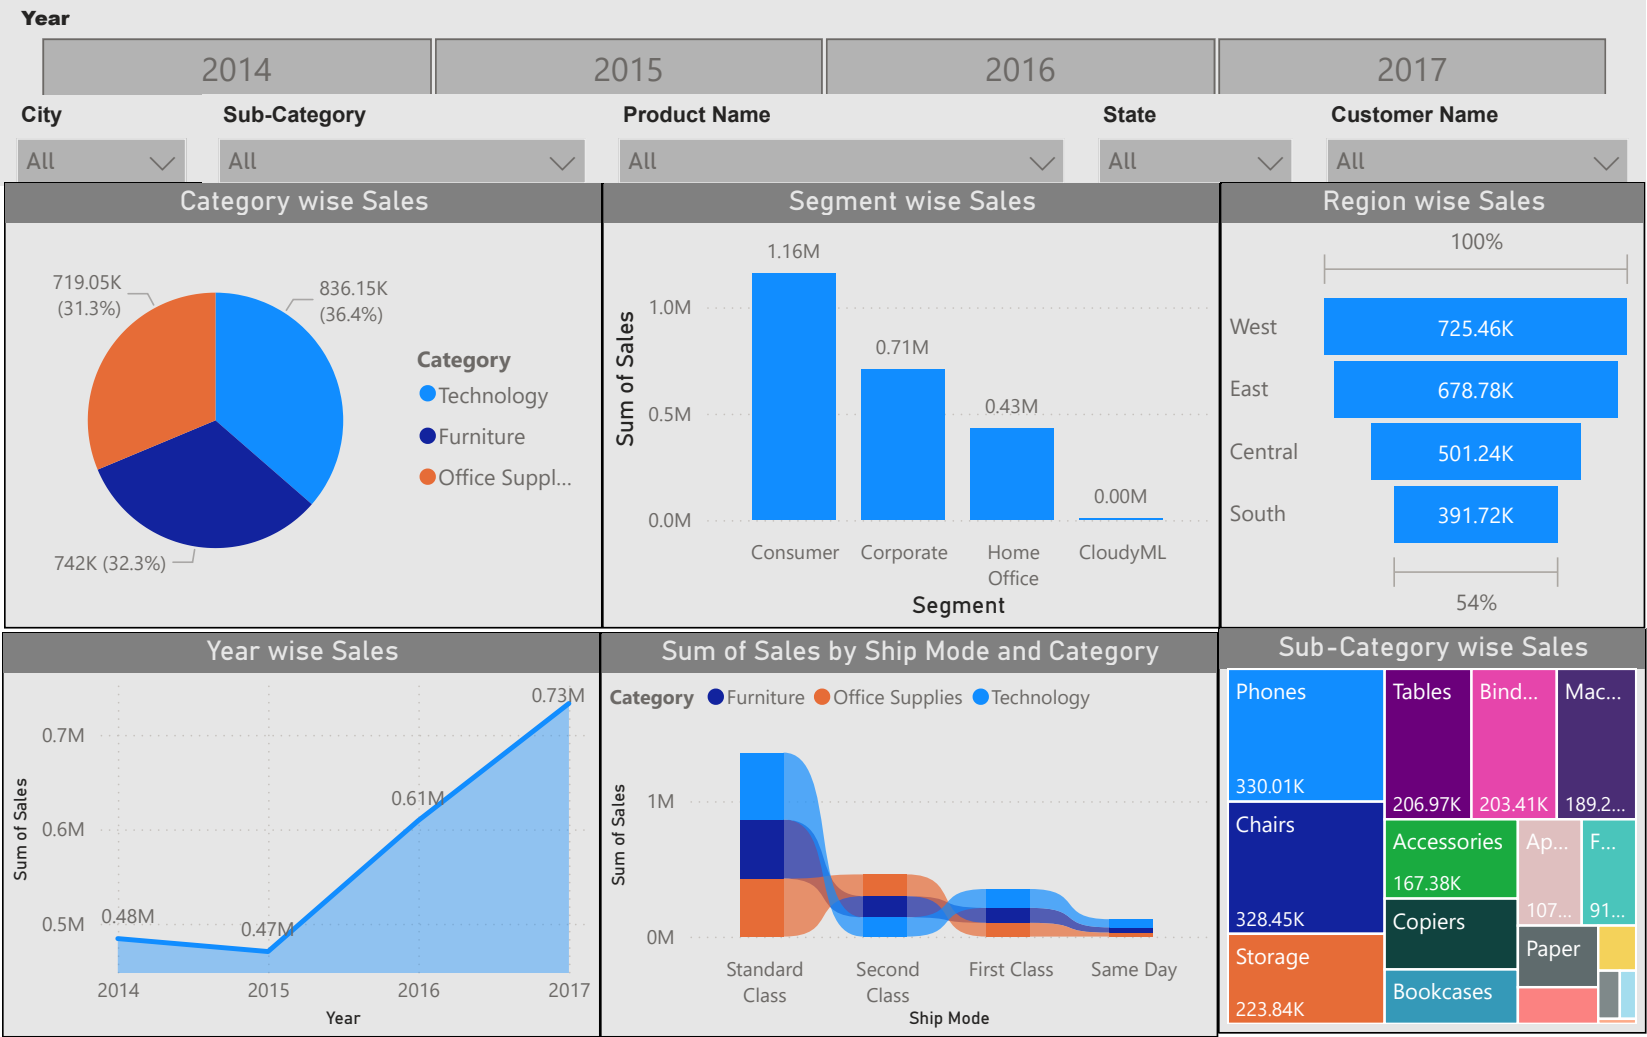 Year
2014 2015 2016 2017
City Sub-Category Product Name State Customer Name
All All All All All
Category wise Sales
719.05K
(31.3%)
836.15K
(36.4%)
742K (32.3%)
Category
Technology
Furniture
Office Suppl...
Segment wise Sales
Sum of Sales
1.0M
0.5M
0.0M
1.16M
0.71M
0.43M
0.00M
Consumer Corporate Home CloudyML
Office
Segment
Region wise Sales
100%
West 725.46K
East 678.78K
Central 501.24K
South 391.72K
54%
Year wise Sales
Sum of Sales
0.7M
0.6M
0.5M
0.48M
0.47M
0.61M
0.73M
2014 2015 2016 2017
Year
Sum of Sales by Ship Mode and Category
Category Furniture Office Supplies Technology
Sum of Sales
1M
0M
Standard Second First Class Same Day
Class Class
Ship Mode
Sub-Category wise Sales
Phones
330.01K
Chairs
328.45K
Storage
223.84K
Tables
206.97K
Bind...
203.41K
Mac...
189.2...
Accessories
167.38K
Copiers
Bookcases
Ap...
107...
F...
91...
Paper